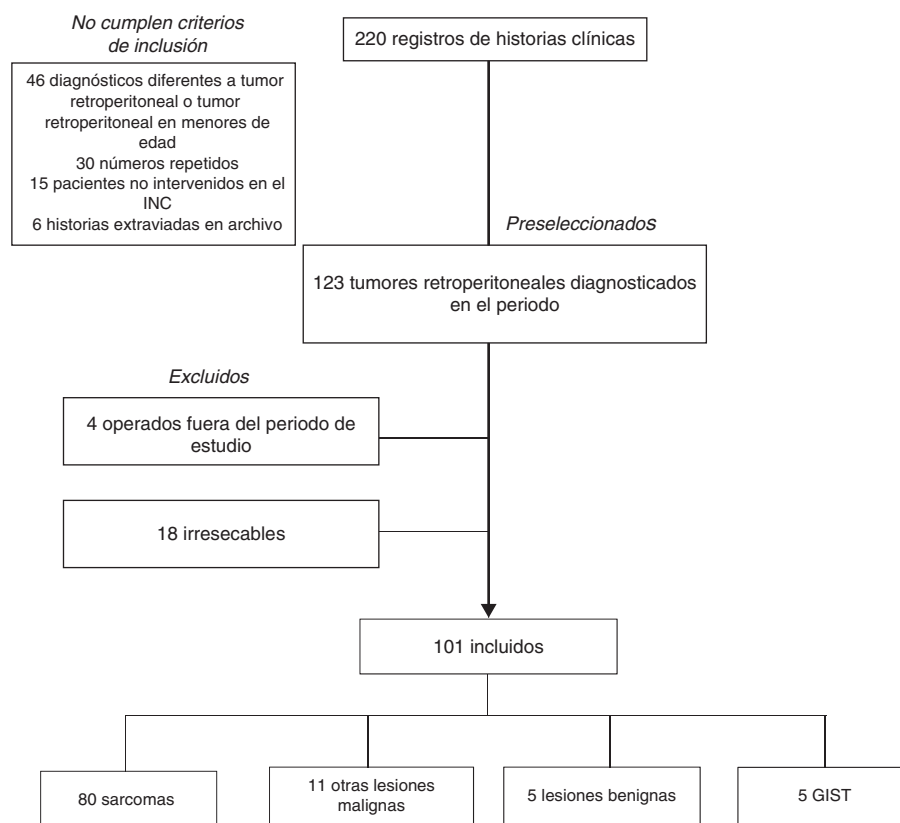 No cumplen criterios
de inclusión
220 registros de historias clínicas
46 diagnósticos diferentes a tumor
retroperitoneal o tumor
retroperitoneal en menores de
edad
30 números repetidos
15 pacientes no intervenidos en el
INC
6 historias extraviadas en archivo
Preseleccionados
123 tumores retroperitoneales diagnosticados
en el periodo
Excluidos
4 operados fuera del periodo de
estudio
18 irresecables
101 incluidos
80 sarcomas
11 otras lesiones
malignas
5 lesiones benignas
5 GIST